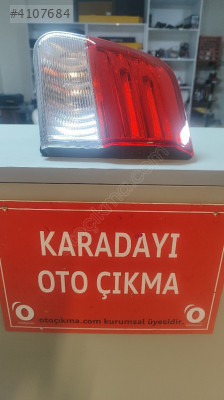 #4107684
KARADAYI
OTO ÇIKMA
otoçıkma.com kurumsal üyesidir.